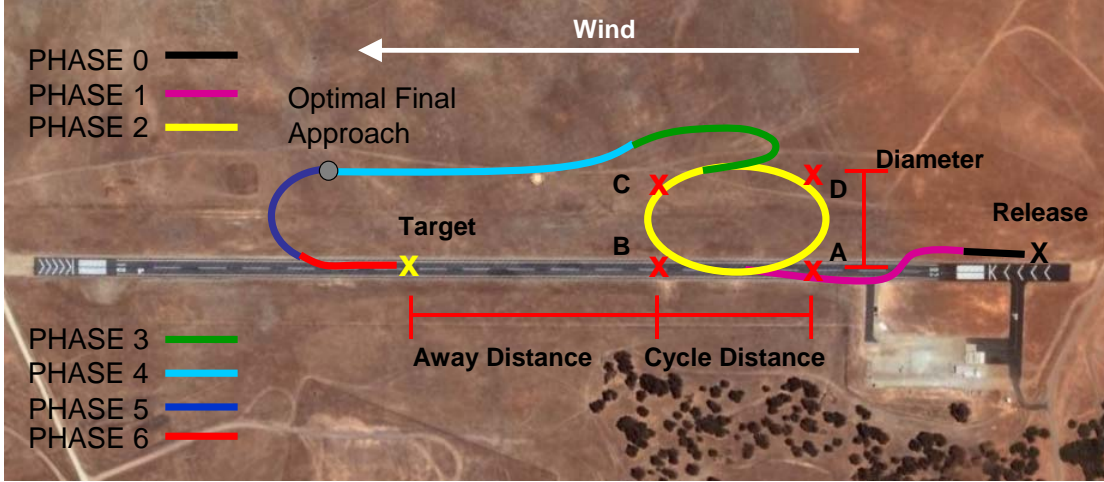 Wind
PHASE 0
PHASE 1
PHASE 2
Optimal Final
Approach
Diameter
C
D
Release
X
Target
B
A
X
X
X
X
X
Away Distance
Cycle Distance
PHASE 3
PHASE 4
PHASE 5
PHASE 6